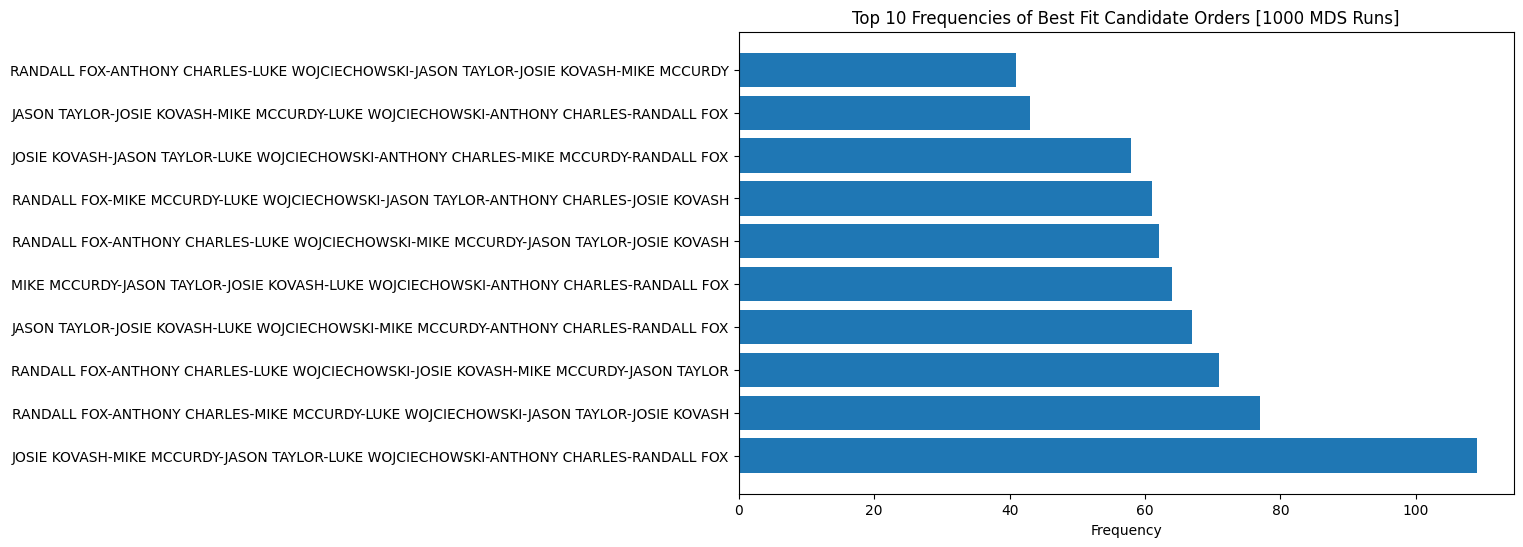 Top 10 Frequencies of Best Fit Candidate Orders [1000 MDS Runs]
RANDALL FOX-ANTHONY CHARLES-LUKE WOJCIECHOWSKI-JASON TAYLOR-JOSIE KOVASH-MIKE MCCURDY
JASON TAYLOR-JOSIE KOVASH-MIKE MCCURDY-LUKE WOJCIECHOWSKI-ANTHONY CHARLES-RANDALL FOX
JOSIE KOVASH-JASON TAYLOR-LUKE WOJCIECHOWSKI-ANTHONY CHARLES-MIKE MCCURDY-RANDALL FOX
RANDALL FOX-MIKE MCCURDY-LUKE WOJCIECHOWSKI-JASON TAYLOR-ANTHONY CHARLES-JOSIE KOVASH
RANDALL FOX-ANTHONY CHARLES-LUKE WOJCIECHOWSKI-MIKE MCCURDY-JASON TAYLOR-JOSIE KOVASH
MIKE MCCURDY-JASON TAYLOR-JOSIE KOVASH-LUKE WOJCIECHOWSKI-ANTHONY CHARLES-RANDALL FOX
JASON TAYLOR-JOSIE KOVASH-LUKE WOJCIECHOWSKI-MIKE MCCURDY-ANTHONY CHARLES-RANDALL FOX
RANDALL FOX-ANTHONY CHARLES-LUKE WOJCIECHOWSKI-JOSIE KOVASH-MIKE MCCURDY-JASON TAYLOR
RANDALL FOX-ANTHONY CHARLES-MIKE MCCURDY-LUKE WOJCIECHOWSKI-JASON TAYLOR-JOSIE KOVASH
JOSIE KOVASH-MIKE MCCURDY-JASON TAYLOR-LUKE WOJCIECHOWSKI-ANTHONY CHARLES-RANDALL FOX
0 20 40 60 80 100
Frequency